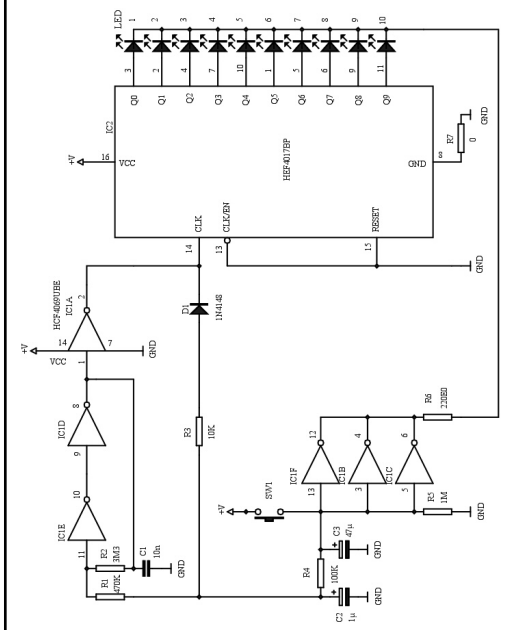 LED
1
2
3
4
5
6
7
8
9
10
3
2
4
7
10
1
5
6
9
11
Q0
Q1
Q2
Q3
Q4
Q5
Q6
Q7
Q8
Q9
IC2
HEF4017BP
+V
16
VCC
GND
8
R7
0
GND
CLK
CLK/EN
RESET
14
13
15
GND
HCF4069UBE
IC1A
2
+V
14
VCC
1
7
GND
D1
1N4148
IC1D
8
9
R3
10K
IC1E
10
11
R2
3M3
C1
10n
GND
R1
470K
+V
SW1
IC1F
12
13
IC1B
4
3
IC1C
6
5
R6
220E0
R5
1M
GND
R4
100K
C3
+
47µ
GND
C2
+
1µ
GND